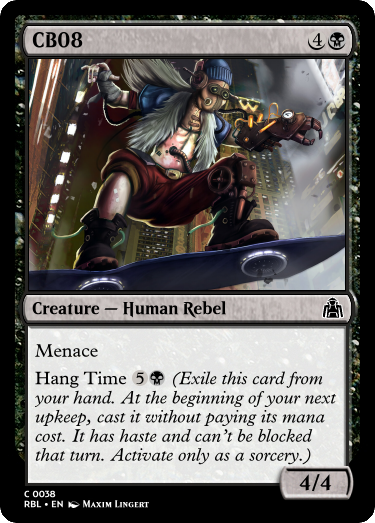 CB08 4
Creature — Human Rebel
Menace
Hang Time 5 (Exile this card from
your hand. At the beginning of your next
upkeep, cast it without paying its mana
cost. It has haste and can't be blocked
that turn. Activate only as a sorcery.)
4/4
C 0038
RBL • EN Maxim Lingert